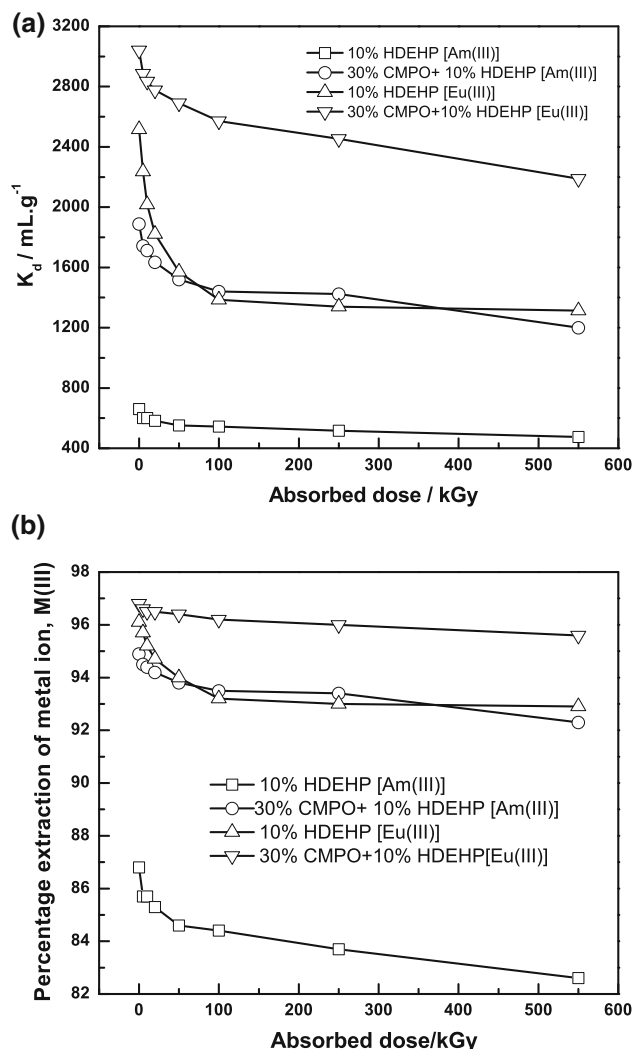 (a)
3200
2800
2400
2000
1600
1200
800
400
K_d / mL.g⁻¹
10% HDEHP [Am(III)]
30% CMPO+ 10% HDEHP [Am(III)]
10% HDEHP [Eu(III)]
30% CMPO+10% HDEHP [Eu(III)]
0 100 200 300 400 500 600
Absorbed dose / kGy
(b)
98
96
94
92
90
88
86
84
82
Percentage extraction of metal ion, M(III)
10% HDEHP [Am(III)]
30% CMPO+ 10% HDEHP [Am(III)]
10% HDEHP [Eu(III)]
30% CMPO+10% HDEHP[Eu(III)]
0 100 200 300 400 500 600
Absorbed dose/kGy